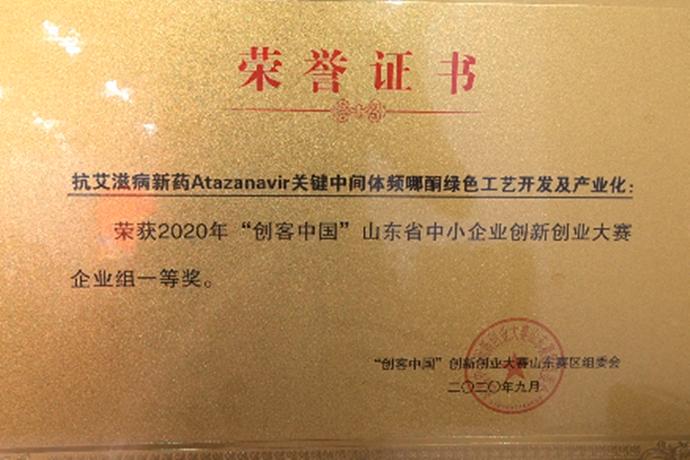 荣誉证书
抗艾滋病新药Atazanavir关键中间体频哪酮绿色工艺开发及产业化：
荣获2020年“创客中国”山东省中小企业创新创业大赛
企业组一等奖。
“创客中国”创新创业大赛山东赛区组委会
二〇二〇年九月